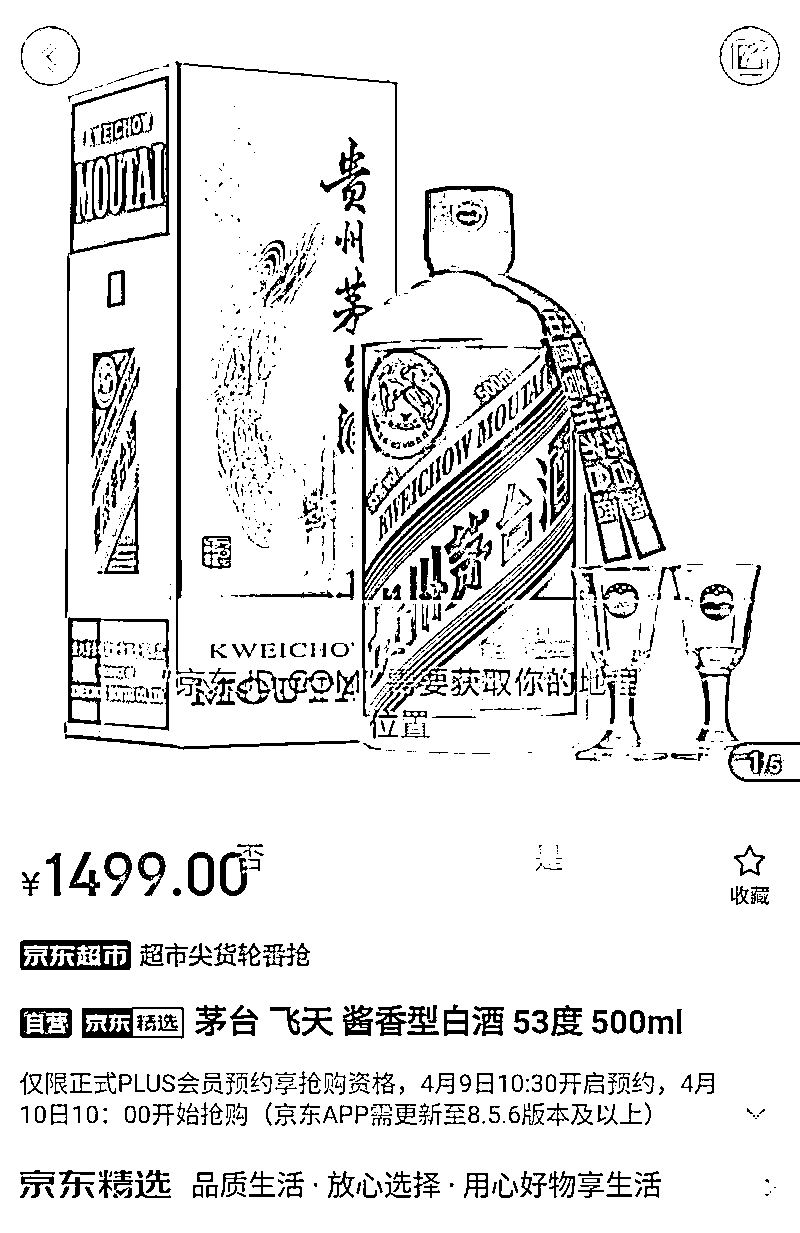 KWEICHOW
MOUTAI
贵州茅
500ml
KWEICHOW MOUTAI
茅台酒
KWEICHO
"京东JD.COM"需要获取你的地理
位置
1/5
¥1499.00
否
是
收藏
京东超市 超市尖货轮番抢
自营 京东精选 茅台 飞天 酱香型白酒 53度 500ml
仅限正式PLUS会员预约享抢购资格，4月9日10:30开启预约，4月
10日10：00开始抢购（京东APP需更新至8.5.6版本及以上）
京东精选 品质生活 · 放心选择 · 用心好物享生活